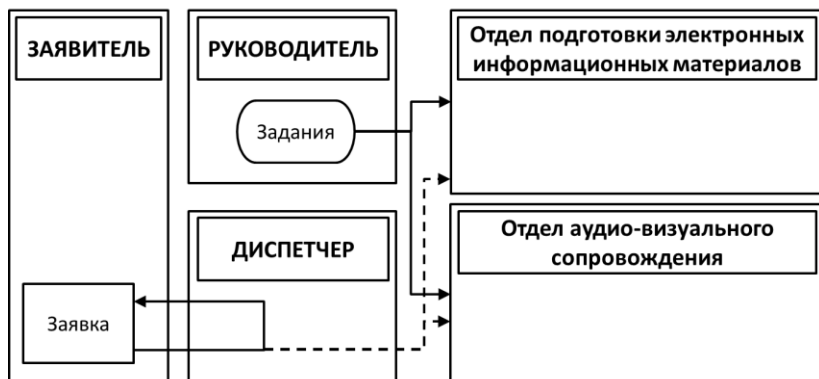 ЗАЯВИТЕЛЬ
РУКОВОДИТЕЛЬ
Отдел подготовки электронных
информационных материалов
Задания
ДИСПЕТЧЕР
Отдел аудио-визуального
сопровождения
Заявка